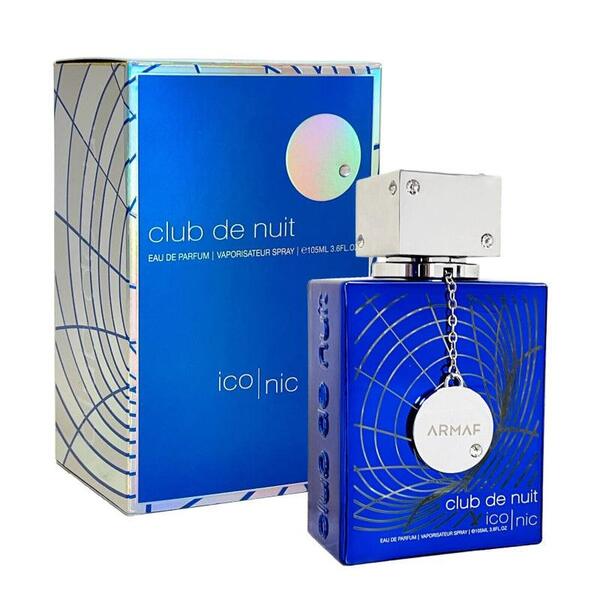 club de nuit
EAU DE PARFUM | VAPORISATEUR SPRAY | ℮105ML 3.6FL.OZ
ico|nic
club de nuit
ARMAF
club de nuit
ico|nic
EAU DE PARFUM | VAPORISATEUR SPRAY | ℮105ML 3.6FL.OZ